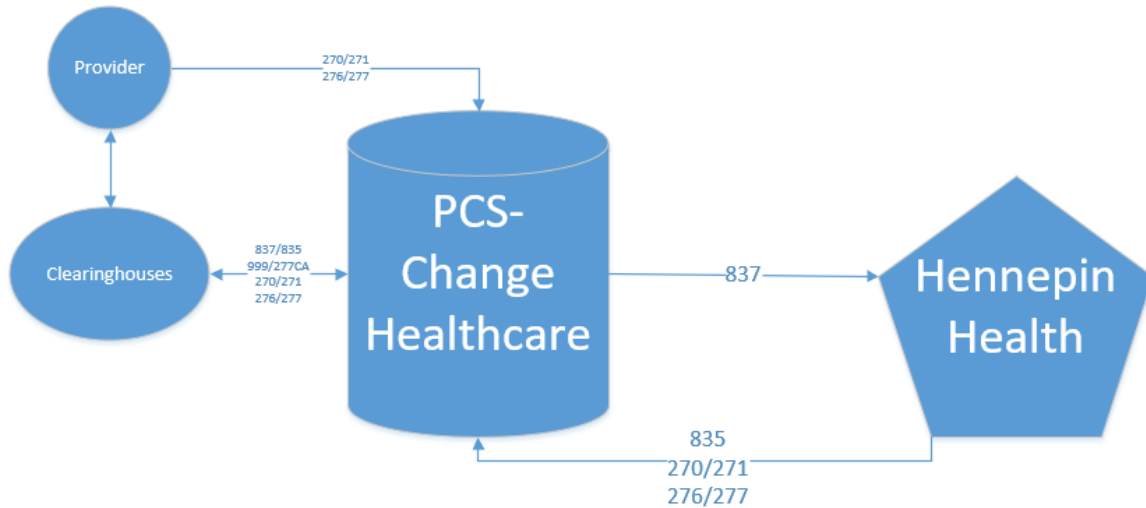 Provider
270/271
276/277
PCS-
Change
Healthcare
Clearinghouses
837/835
999/277CA
270/271
276/277
837
Hennepin
Health
835
270/271
276/277